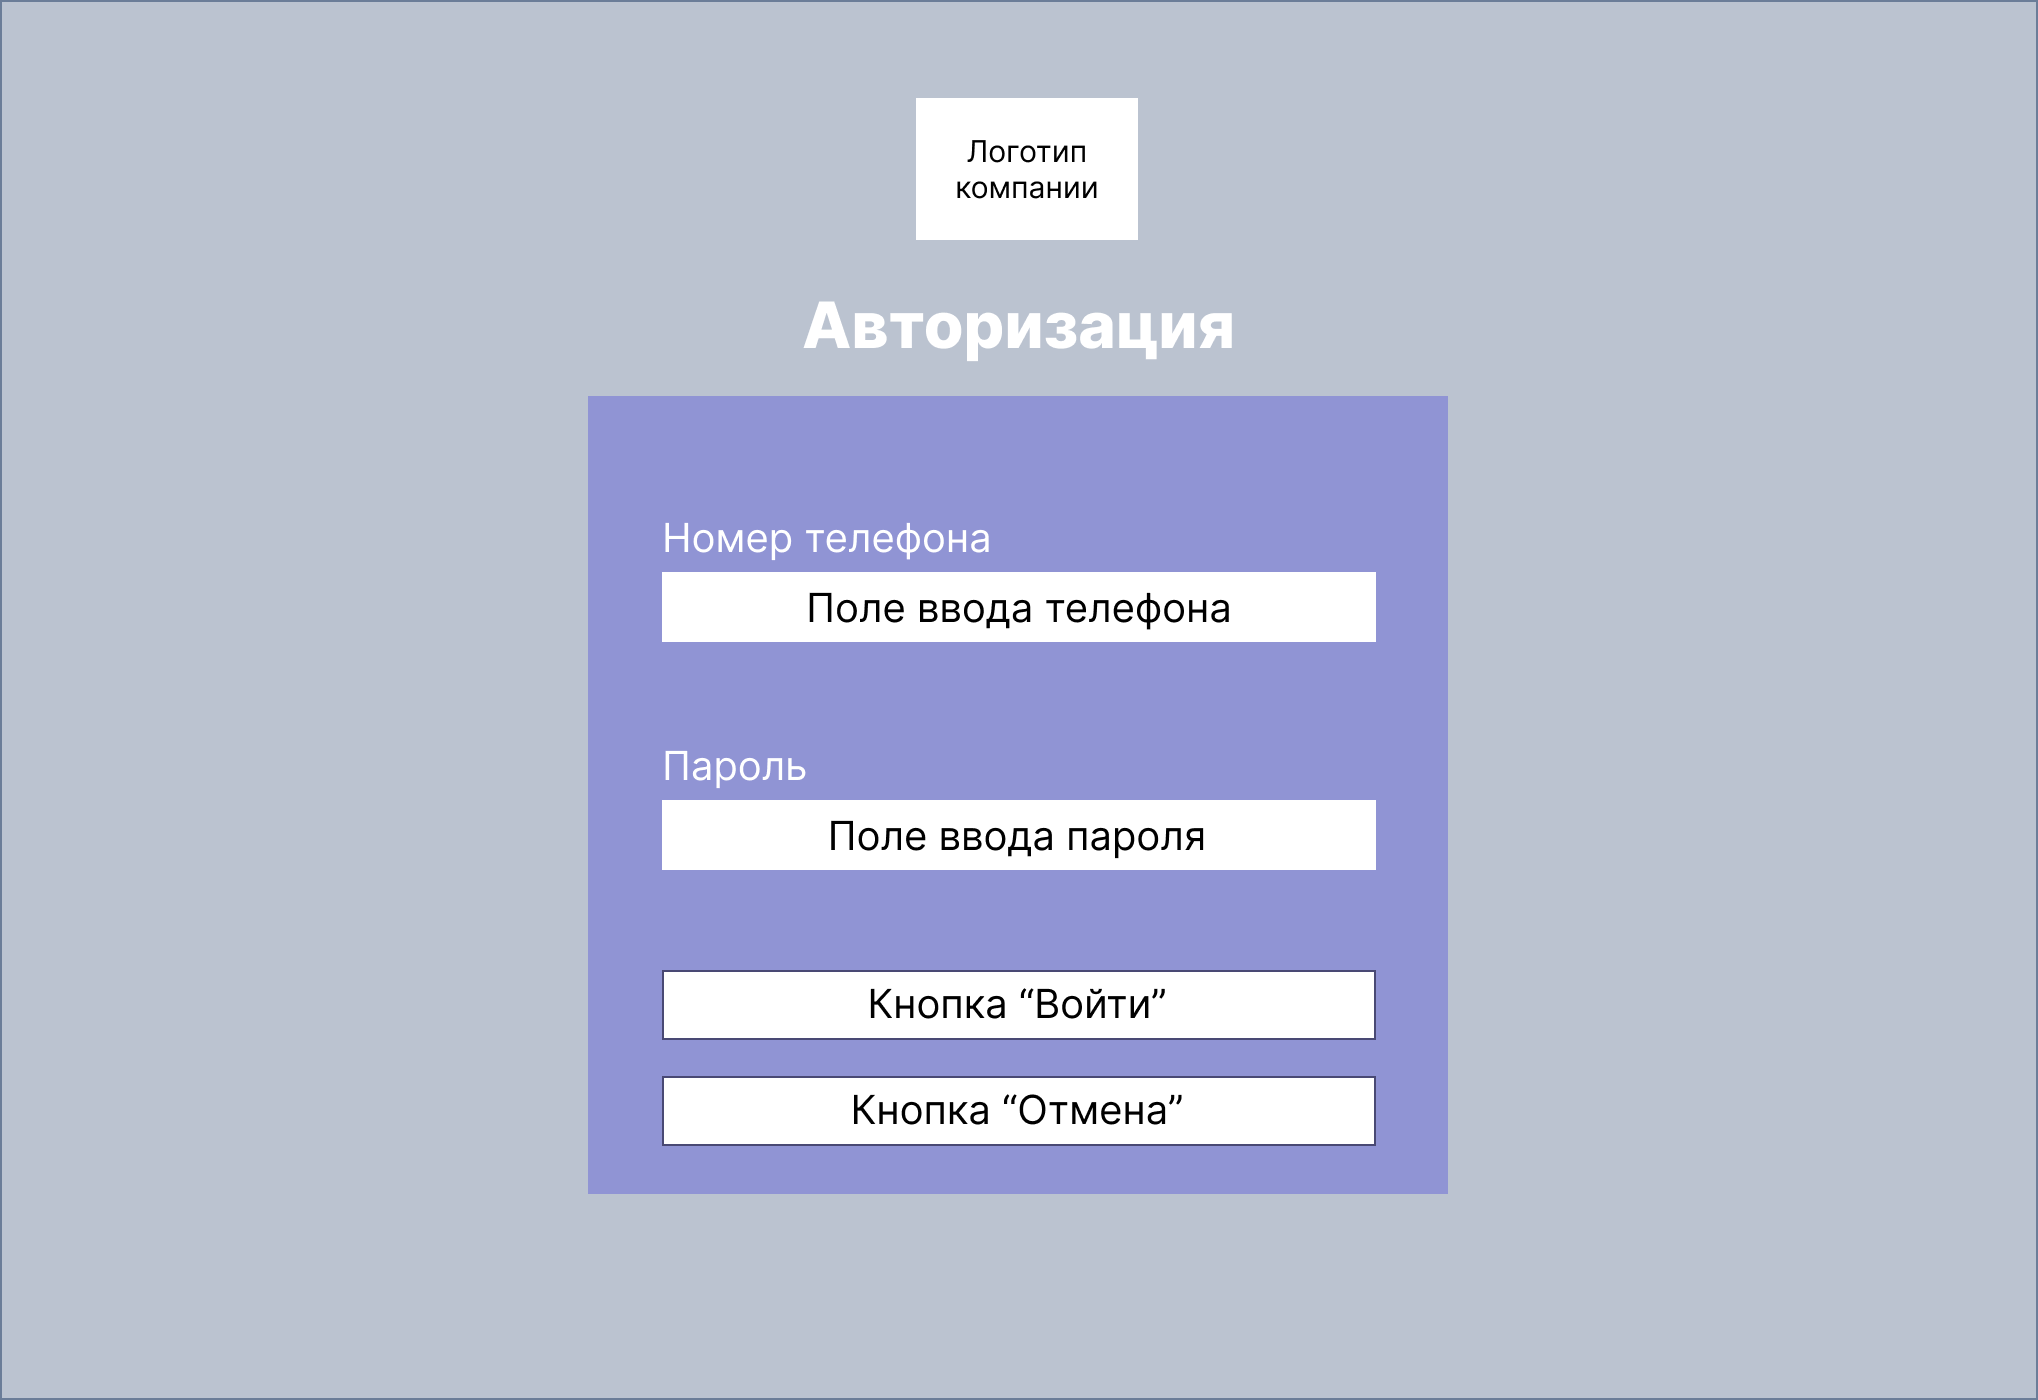 Логотип
компании
Авторизация
Номер телефона
Поле ввода телефона
Пароль
Поле ввода пароля
Кнопка “Войти”
Кнопка “Отмена”